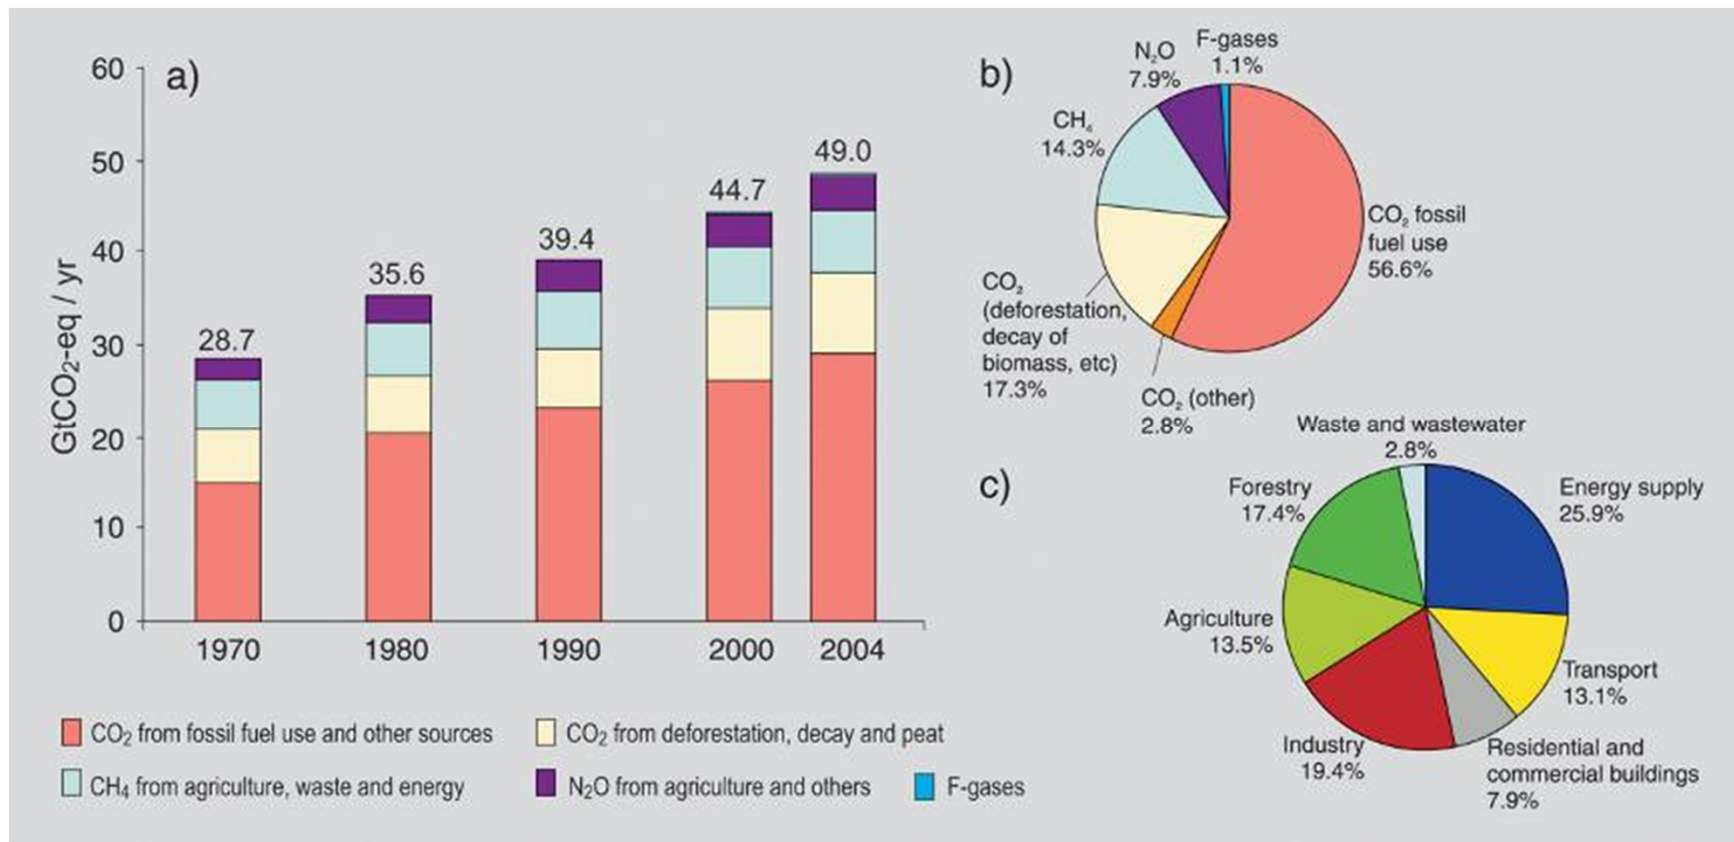 a)
60
50
40
30
20
10
0
GtCO₂-eq / yr
28.7
35.6
39.4
44.7
49.0
1970
1980
1990
2000
2004
CO₂ from fossil fuel use and other sources
CO₂ from deforestation, decay and peat
CH₄ from agriculture, waste and energy
N₂O from agriculture and others
F-gases
b)
F-gases
1.1%
N₂O
7.9%
CH₄
14.3%
CO₂ fossil
fuel use
56.6%
CO₂
(deforestation,
decay of
biomass, etc)
17.3%
CO₂ (other)
2.8%
c)
Waste and wastewater
2.8%
Forestry
17.4%
Energy supply
25.9%
Agriculture
13.5%
Transport
13.1%
Industry
19.4%
Residential and
commercial buildings
7.9%